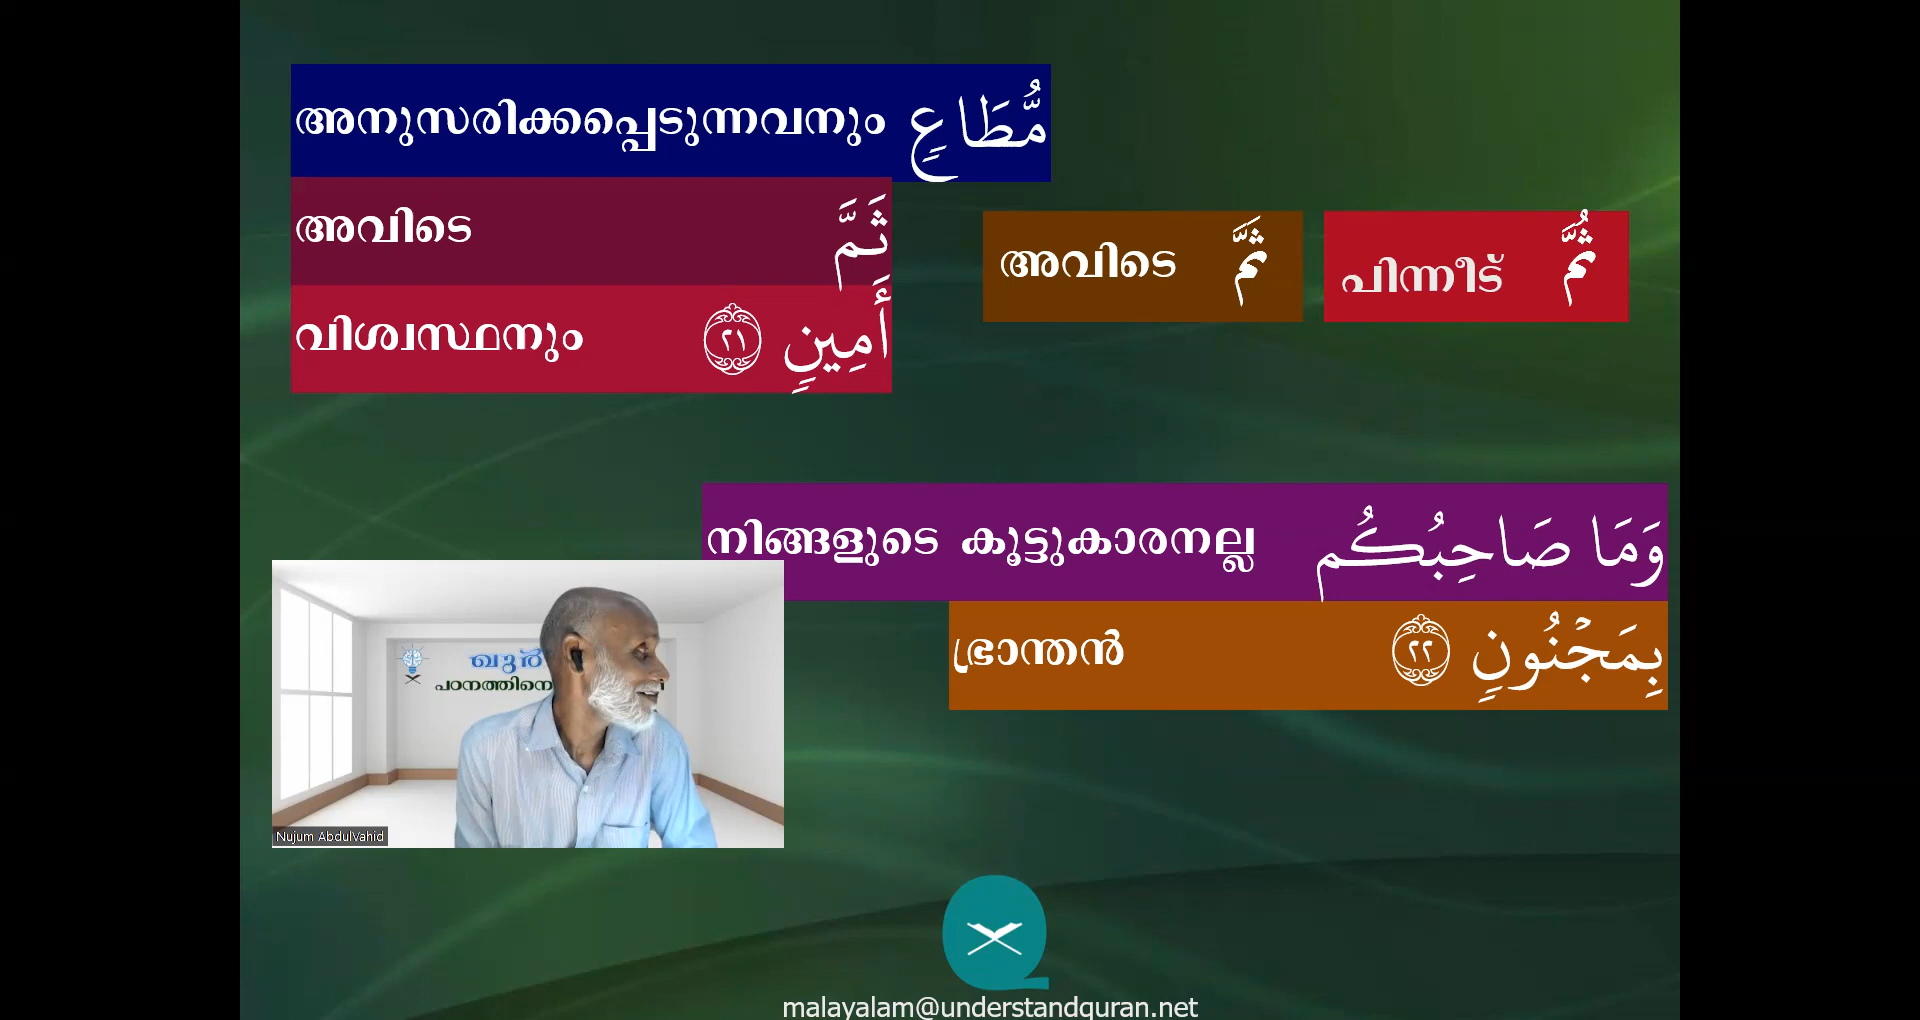 അനുസരിക്കപ്പെടുന്നവനും مُّطَاعٍ
അവിടെ ثَمَّ
വിശ്വസ്ഥനും أَمِينٍ ٢١
അവിടെ ثَمَّ
പിന്നീട് ثُمَّ
നിങ്ങളുടെ കൂട്ടുകാരനല്ല وَمَا صَاحِبُكُم
ഭ്രാന്തൻ بِمَجْنُونٍ ٢٢
പഠനത്തിനെ
Nujum AbdulVahid
malayalam@understandquran.net